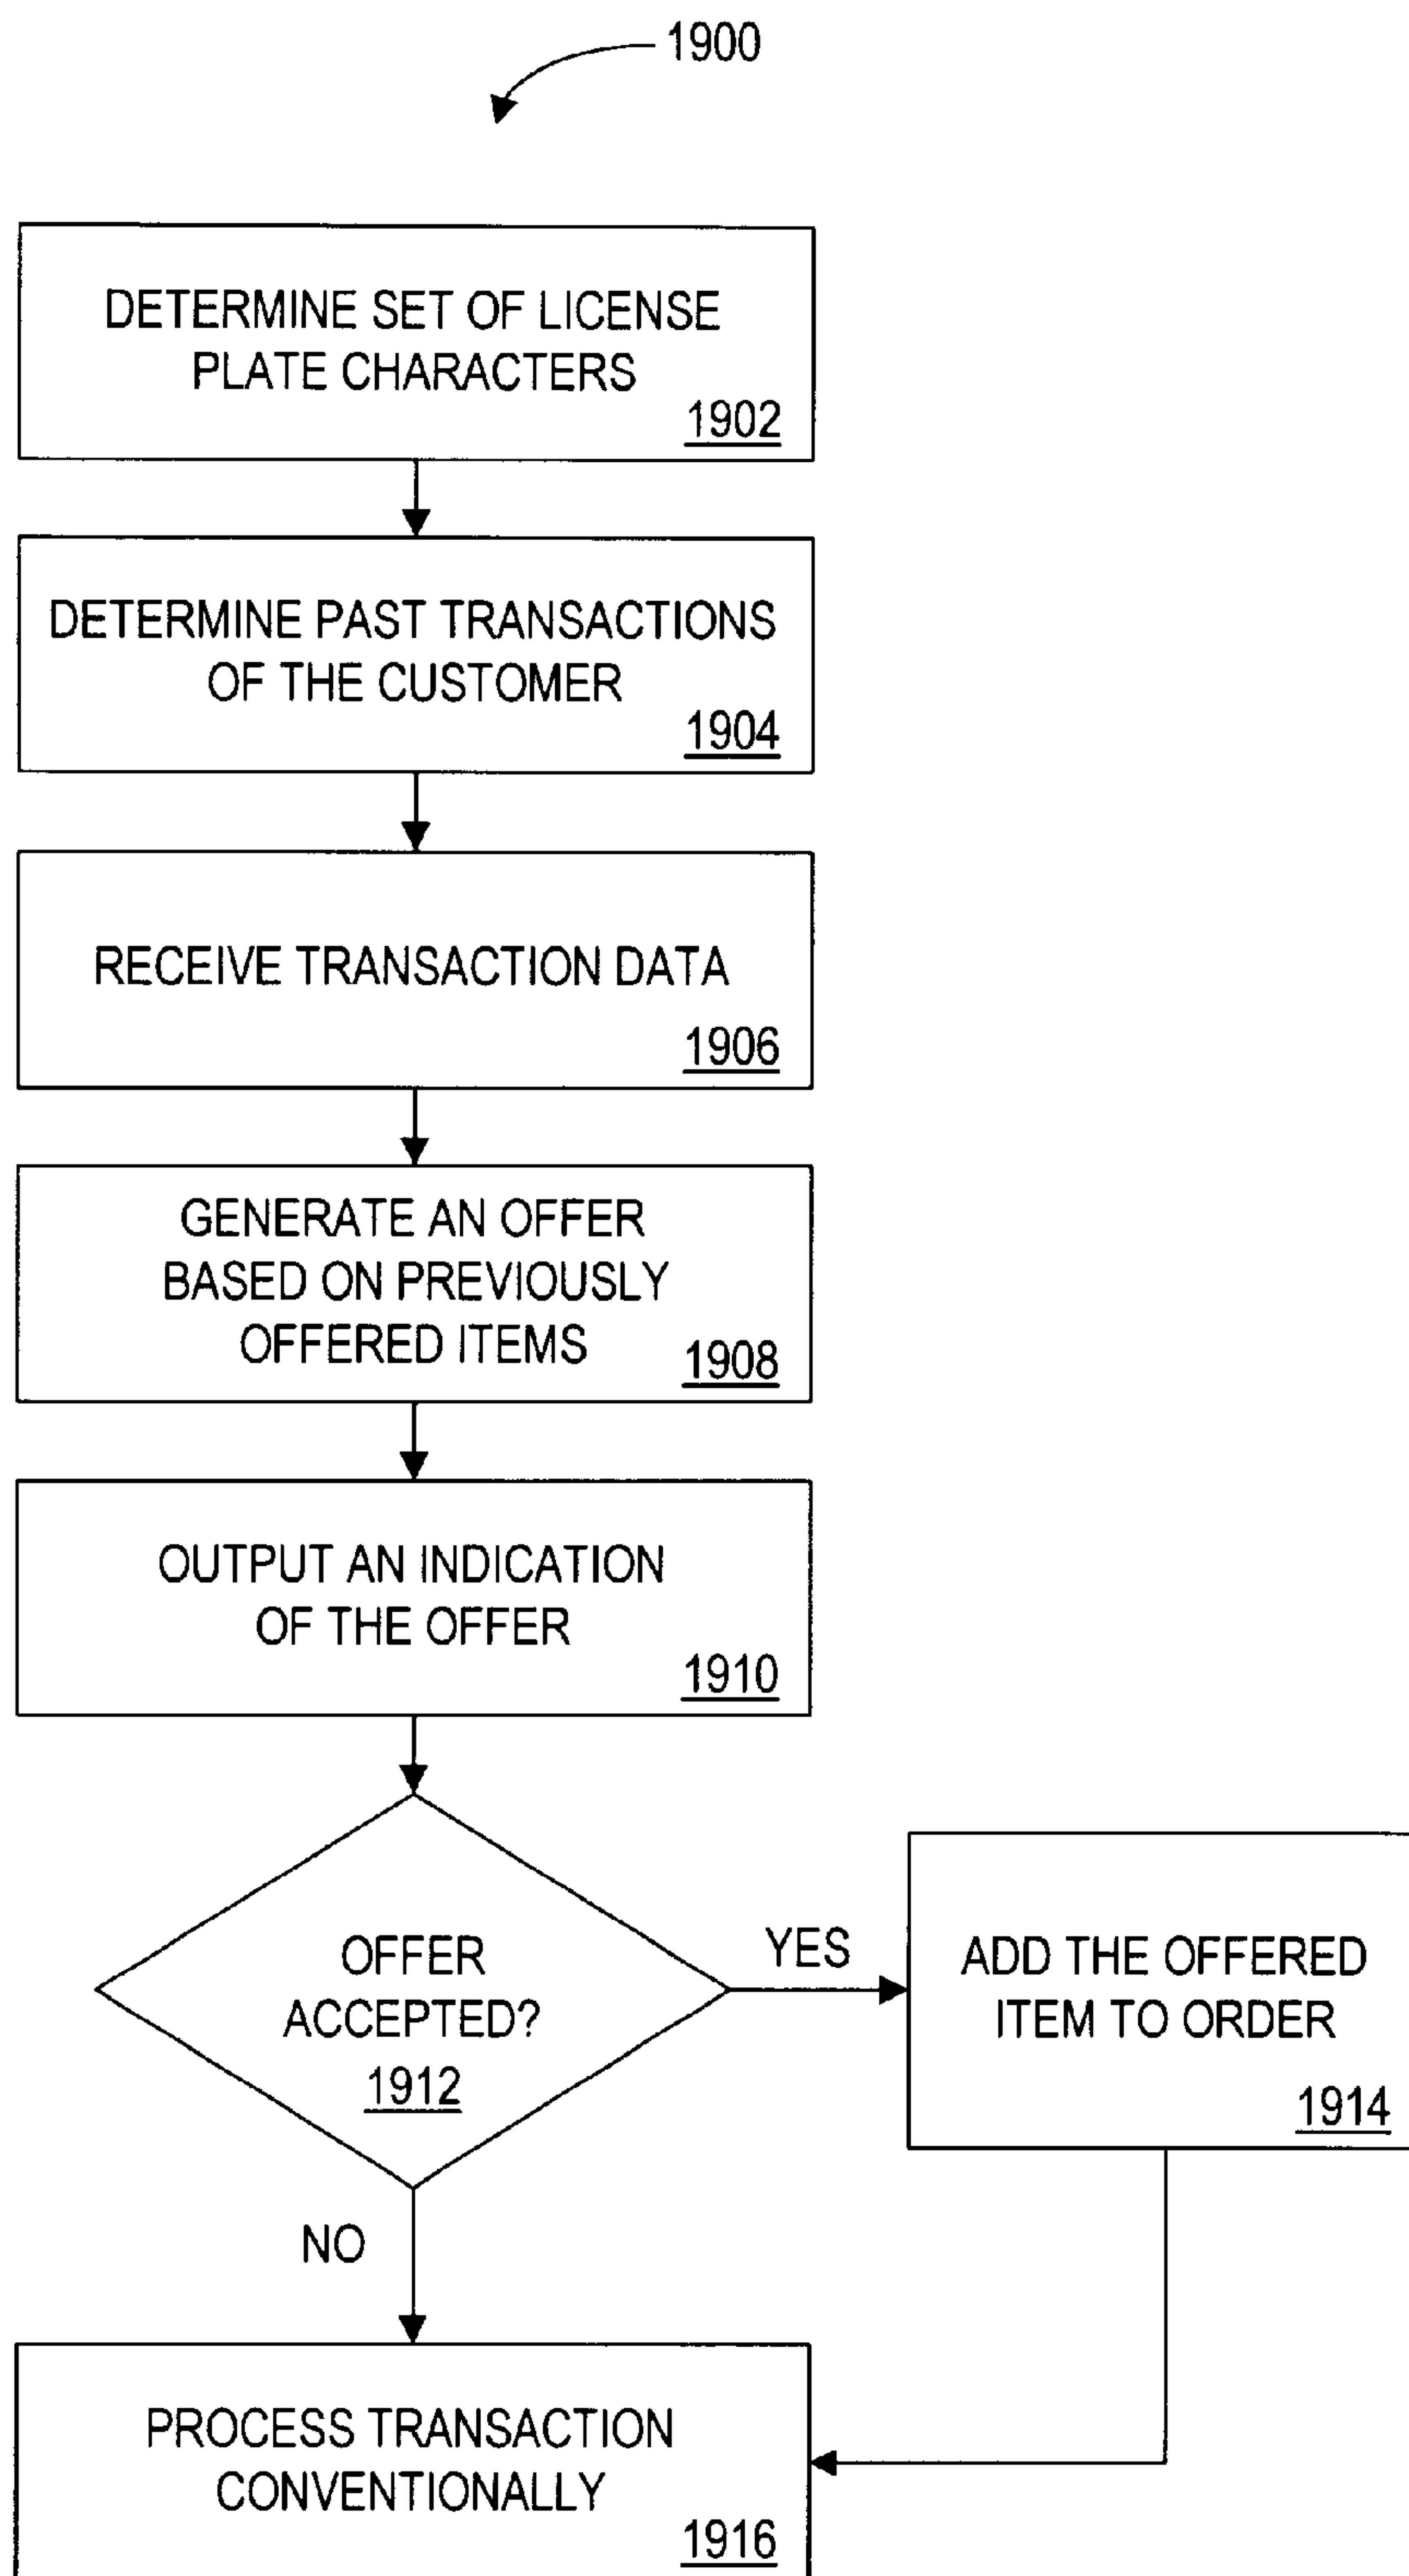 1900
DETERMINE SET OF LICENSE
PLATE CHARACTERS
1902
DETERMINE PAST TRANSACTIONS
OF THE CUSTOMER
1904
RECEIVE TRANSACTION DATA
1906
GENERATE AN OFFER
BASED ON PREVIOUSLY
OFFERED ITEMS
1908
OUTPUT AN INDICATION
OF THE OFFER
1910
OFFER
ACCEPTED?
1912
YES
ADD THE OFFERED
ITEM TO ORDER
1914
NO
PROCESS TRANSACTION
CONVENTIONALLY
1916